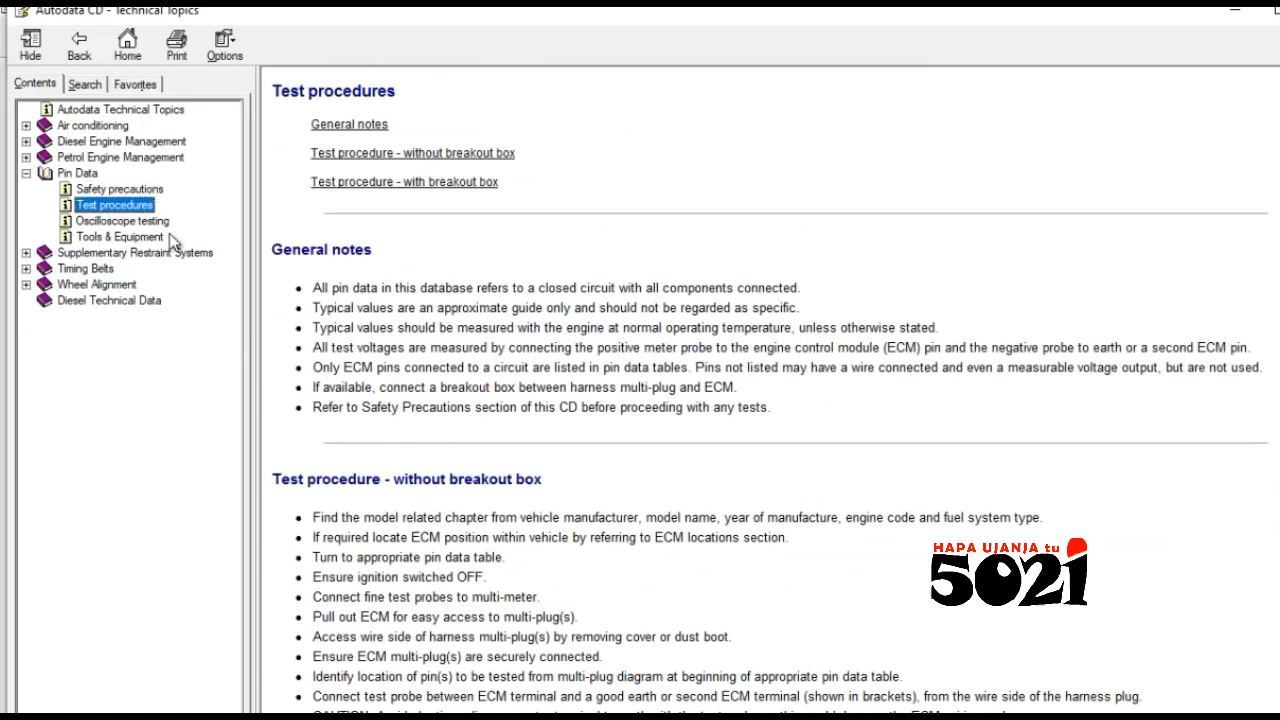 Autodata CD - Technical Topics
Hide
Back
Home
Print
Options
Contents
Search
Favorites
Autodata Technical Topics
Air conditioning
Diesel Engine Management
Petrol Engine Management
Pin Data
Safety precautions
Test procedures
Oscilloscope testing
Tools & Equipment
Supplementary Restraint Systems
Timing Belts
Wheel Alignment
Diesel Technical Data
Test procedures
General notes
Test procedure - without breakout box
Test procedure - with breakout box
General notes
All pin data in this database refers to a closed circuit with all components connected.
Typical values are an approximate guide only and should not be regarded as specific.
Typical values should be measured with the engine at normal operating temperature, unless otherwise stated.
All test voltages are measured by connecting the positive meter probe to the engine control module (ECM) pin and the negative probe to earth or a second ECM pin.
Only ECM pins connected to a circuit are listed in pin data tables. Pins not listed may have a wire connected and even a measurable voltage output, but are not used.
If available, connect a breakout box between harness multi-plug and ECM.
Refer to Safety Precautions section of this CD before proceeding with any tests.
Test procedure - without breakout box
Find the model related chapter from vehicle manufacturer, model name, year of manufacture, engine code and fuel system type.
If required locate ECM position within vehicle by referring to ECM locations section.
Turn to appropriate pin data table.
Ensure ignition switched OFF.
Connect fine test probes to multi-meter.
Pull out ECM for easy access to multi-plug(s).
Access wire side of harness multi-plug(s) by removing cover or dust boot.
Ensure ECM multi-plug(s) are securely connected.
Identify location of pin(s) to be tested from multi-plug diagram at beginning of appropriate pin data table.
Connect test probe between ECM terminal and a good earth or second ECM terminal (shown in brackets), from the wire side of the harness plug.
HAPA UJANJA tu
5021